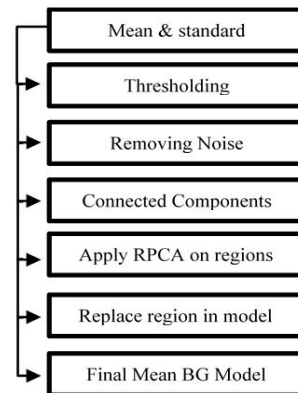 Mean & standard
Thresholding
Removing Noise
Connected Components
Apply RPCA on regions
Replace region in model
Final Mean BG Model